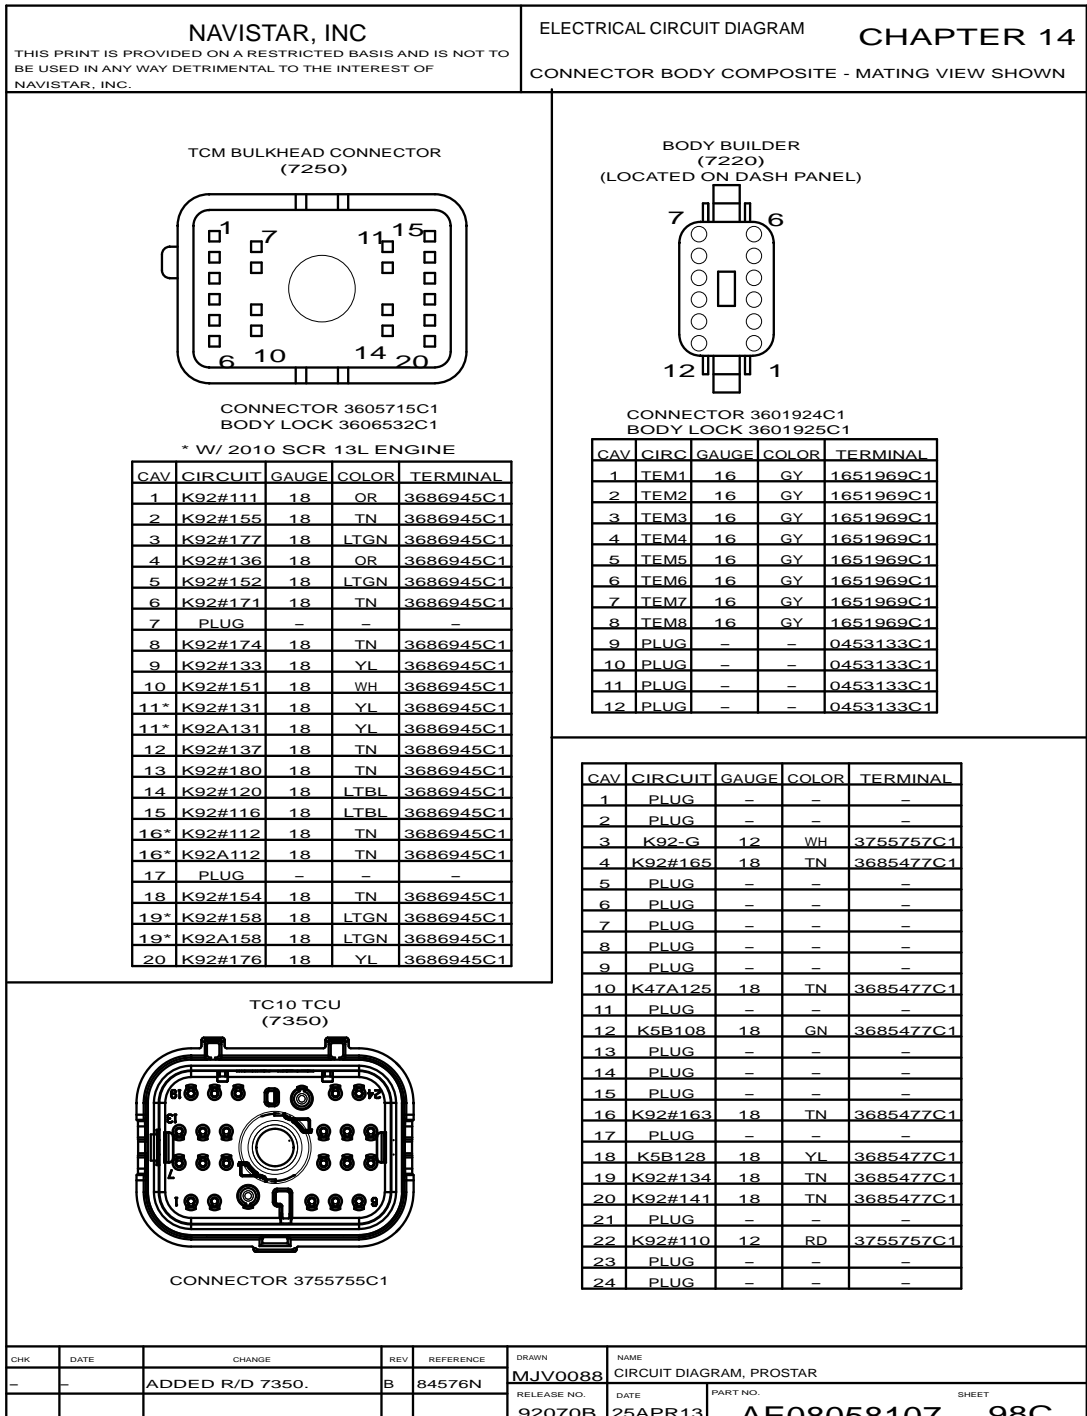 NAVISTAR, INC
THIS PRINT IS PROVIDED ON A RESTRICTED BASIS AND IS NOT TO
BE USED IN ANY WAY DETRIMENTAL TO THE INTEREST OF
NAVISTAR, INC.
ELECTRICAL CIRCUIT DIAGRAM
CHAPTER 14
CONNECTOR BODY COMPOSITE - MATING VIEW SHOWN
TCM BULKHEAD CONNECTOR
(7250)
1 7 11 15
6 10 14 20
CONNECTOR 3605715C1
BODY LOCK 3606532C1
* W/ 2010 SCR 13L ENGINE
CAV CIRCUIT GAUGE COLOR TERMINAL
1 K92#111 18 OR 3686945C1
2 K92#155 18 TN 3686945C1
3 K92#177 18 LTGN 3686945C1
4 K92#136 18 OR 3686945C1
5 K92#152 18 LTGN 3686945C1
6 K92#171 18 TN 3686945C1
7 PLUG – – –
8 K92#174 18 TN 3686945C1
9 K92#133 18 YL 3686945C1
10 K92#151 18 WH 3686945C1
11* K92#131 18 YL 3686945C1
11* K92A131 18 YL 3686945C1
12 K92#137 18 TN 3686945C1
13 K92#180 18 TN 3686945C1
14 K92#120 18 LTBL 3686945C1
15 K92#116 18 LTBL 3686945C1
16* K92#112 18 TN 3686945C1
16* K92A112 18 TN 3686945C1
17 PLUG – – –
18 K92#154 18 TN 3686945C1
19* K92#158 18 LTGN 3686945C1
19* K92A158 18 LTGN 3686945C1
20 K92#176 18 YL 3686945C1
BODY BUILDER
(7220)
(LOCATED ON DASH PANEL)
7 6
12 1
CONNECTOR 3601924C1
BODY LOCK 3601925C1
CAV CIRC GAUGE COLOR TERMINAL
1 TEM1 16 GY 1651969C1
2 TEM2 16 GY 1651969C1
3 TEM3 16 GY 1651969C1
4 TEM4 16 GY 1651969C1
5 TEM5 16 GY 1651969C1
6 TEM6 16 GY 1651969C1
7 TEM7 16 GY 1651969C1
8 TEM8 16 GY 1651969C1
9 PLUG – – 0453133C1
10 PLUG – – 0453133C1
11 PLUG – – 0453133C1
12 PLUG – – 0453133C1
TC10 TCU
(7350)
19 24
13
7
1 6
CONNECTOR 3755755C1
CAV CIRCUIT GAUGE COLOR TERMINAL
1 PLUG – – –
2 PLUG – – –
3 K92-G 12 WH 3755757C1
4 K92#165 18 TN 3685477C1
5 PLUG – – –
6 PLUG – – –
7 PLUG – – –
8 PLUG – – –
9 PLUG – – –
10 K47A125 18 TN 3685477C1
11 PLUG – – –
12 K5B108 18 GN 3685477C1
13 PLUG – – –
14 PLUG – – –
15 PLUG – – –
16 K92#163 18 TN 3685477C1
17 PLUG – – –
18 K5B128 18 YL 3685477C1
19 K92#134 18 TN 3685477C1
20 K92#141 18 TN 3685477C1
21 PLUG – – –
22 K92#110 12 RD 3755757C1
23 PLUG – – –
24 PLUG – – –
CHK DATE CHANGE REV REFERENCE
– – ADDED R/D 7350. B 84576N
DRAWN
MJV0088
NAME
CIRCUIT DIAGRAM, PROSTAR
RELEASE NO. DATE PART NO. SHEET
92070B 25APR13 AE08058107 98C